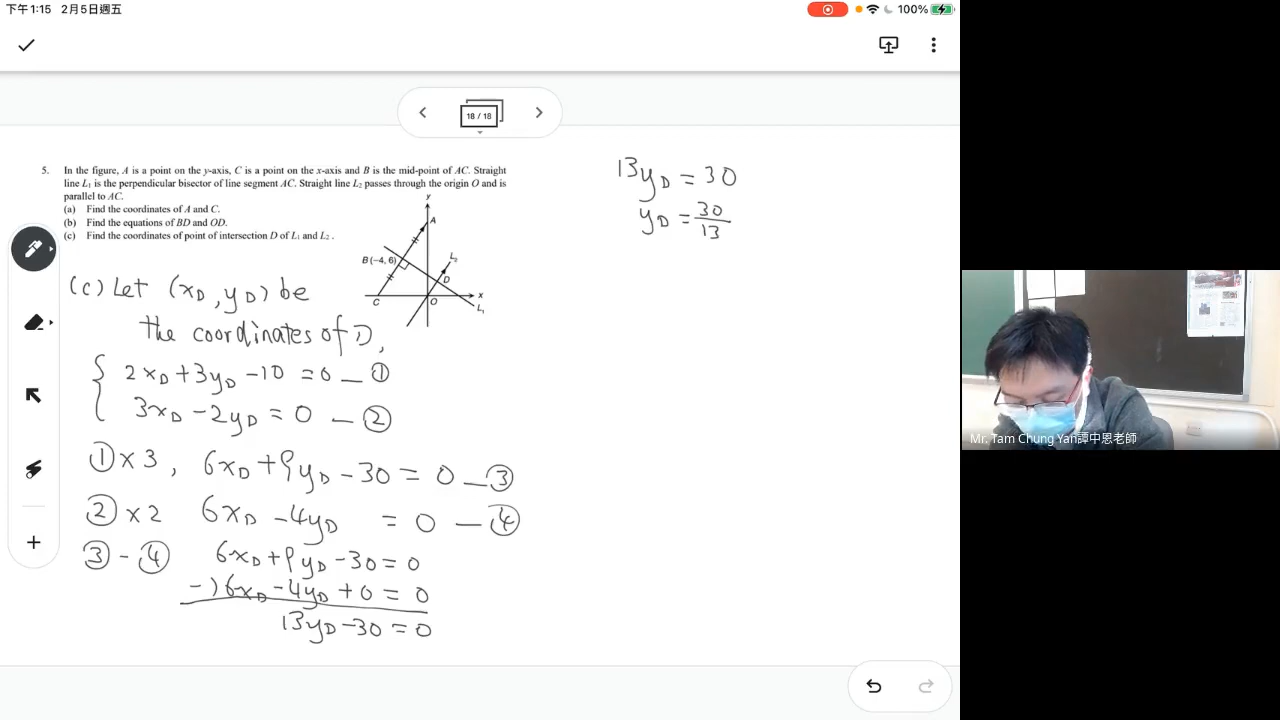 下午1:15 2月5日週五
100%
18 / 18
5. In the figure, A is a point on the y-axis, C is a point on the x-axis and B is the mid-point of AC. Straight
line L₁ is the perpendicular bisector of line segment AC. Straight line L₂ passes through the origin O and is
parallel to AC.
(a) Find the coordinates of A and C.
(b) Find the equations of BD and OD.
(c) Find the coordinates of point of intersection D of L₁ and L₂ .
y
A
B (−4, 6)
L₂
D
C
O
x
L₁
(c) Let (x_D, y_D) be
the coordinates of D,
2x_D + 3y_D − 10 = 0 — ①
3x_D − 2y_D = 0 — ②
① × 3 , 6x_D + 9y_D − 30 = 0 — ③
② × 2 6x_D − 4y_D = 0 — ④
③ − ④ 6x_D + 9y_D − 30 = 0
−) 6x_D − 4y_D + 0 = 0
13y_D − 30 = 0
13y_D = 30
y_D = 30/13
Mr. Tam Chung Yan譚中恩老師